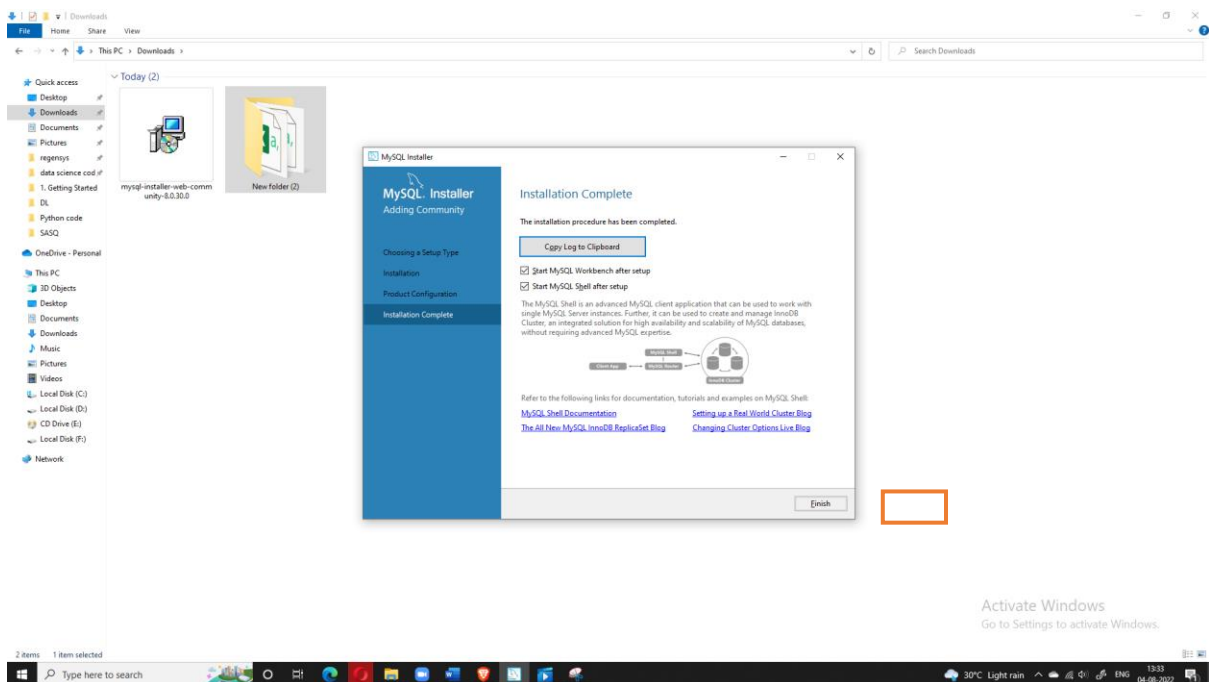 Downloads
File Home Share View
This PC > Downloads >
Search Downloads
Quick access
Desktop
Downloads
Documents
Pictures
regensys
data science cod
1. Getting Started
DL
Python code
SASQ
OneDrive - Personal
This PC
3D Objects
Desktop
Documents
Downloads
Music
Pictures
Videos
Local Disk (C:)
Local Disk (D:)
CD Drive (E:)
Local Disk (F:)
Network
Today (2)
mysql-installer-web-comm
unity-8.0.30.0
New folder (2)
MySQL Installer
MySQL. Installer
Adding Community
Choosing a Setup Type
Installation
Product Configuration
Installation Complete
Installation Complete
The installation procedure has been completed.
Copy Log to Clipboard
Start MySQL Workbench after setup
Start MySQL Shell after setup
The MySQL Shell is an advanced MySQL client application that can be used to work with
single MySQL Server instances. Further, it can be used to create and manage InnoDB
Cluster, an integrated solution for high availability and scalability of MySQL databases,
without requiring advanced MySQL expertise.
MySQL Shell
Client App
MySQL Router
InnoDB Cluster
Refer to the following links for documentation, tutorials and examples on MySQL Shell:
MySQL Shell Documentation
Setting up a Real World Cluster Blog
The All New MySQL InnoDB ReplicaSet Blog
Changing Cluster Options Live Blog
Finish
Activate Windows
Go to Settings to activate Windows.
2 items 1 item selected
Type here to search
30°C Light rain
ENG
13:33
04-08-2022